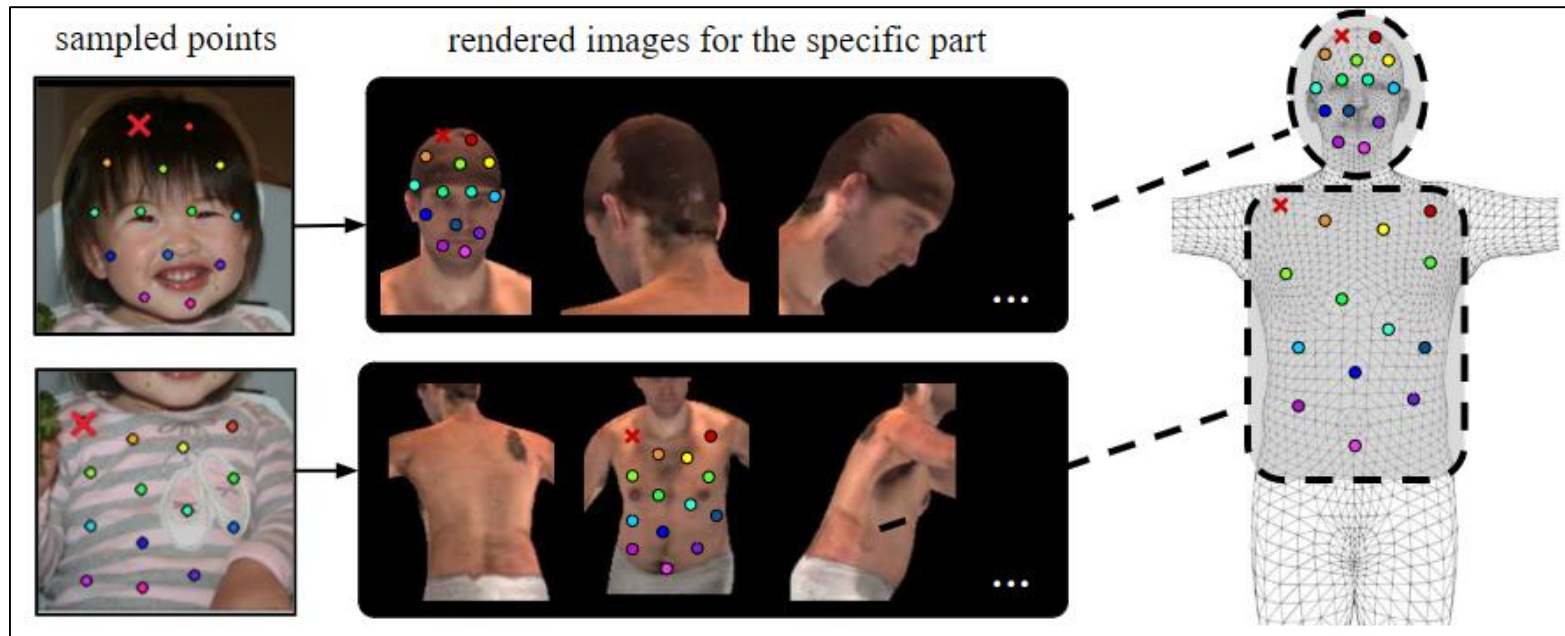 sampled points
rendered images for the specific part
...
...